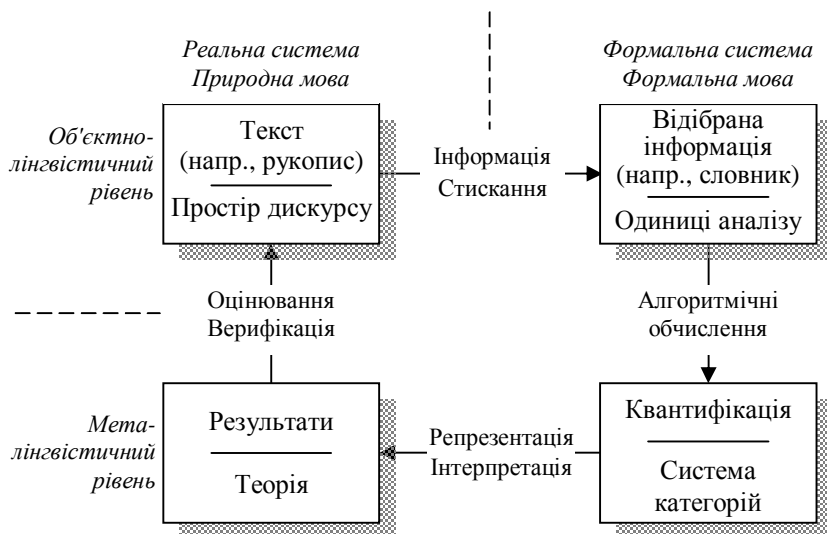 Реальна система
Природна мова
Формальна система
Формальна мова
Об'єктно-
лінгвістичний
рівень
Текст
(напр., рукопис)
Простір дискурсу
Інформація
Стискання
Відібрана
інформація
(напр., словник)
Одиниці аналізу
Оцінювання
Верифікація
Алгоритмічні
обчислення
Мета-
лінгвістичний
рівень
Результати
Теорія
Репрезентація
Інтерпретація
Квантифікація
Система
категорій